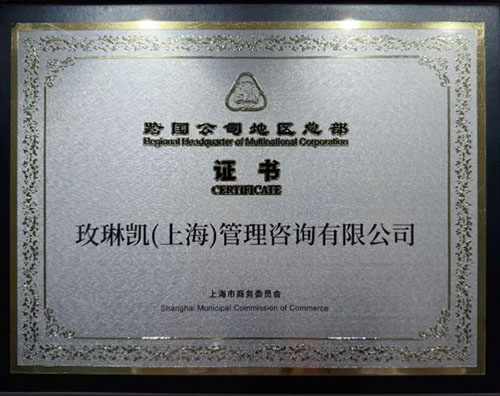 跨国公司地区总部
Regional Headquarter of Multinational Corporation
证书
CERTIFICATE
玫琳凯(上海)管理咨询有限公司
上海市商务委员会
Shanghai Municipal Commission of Commerce